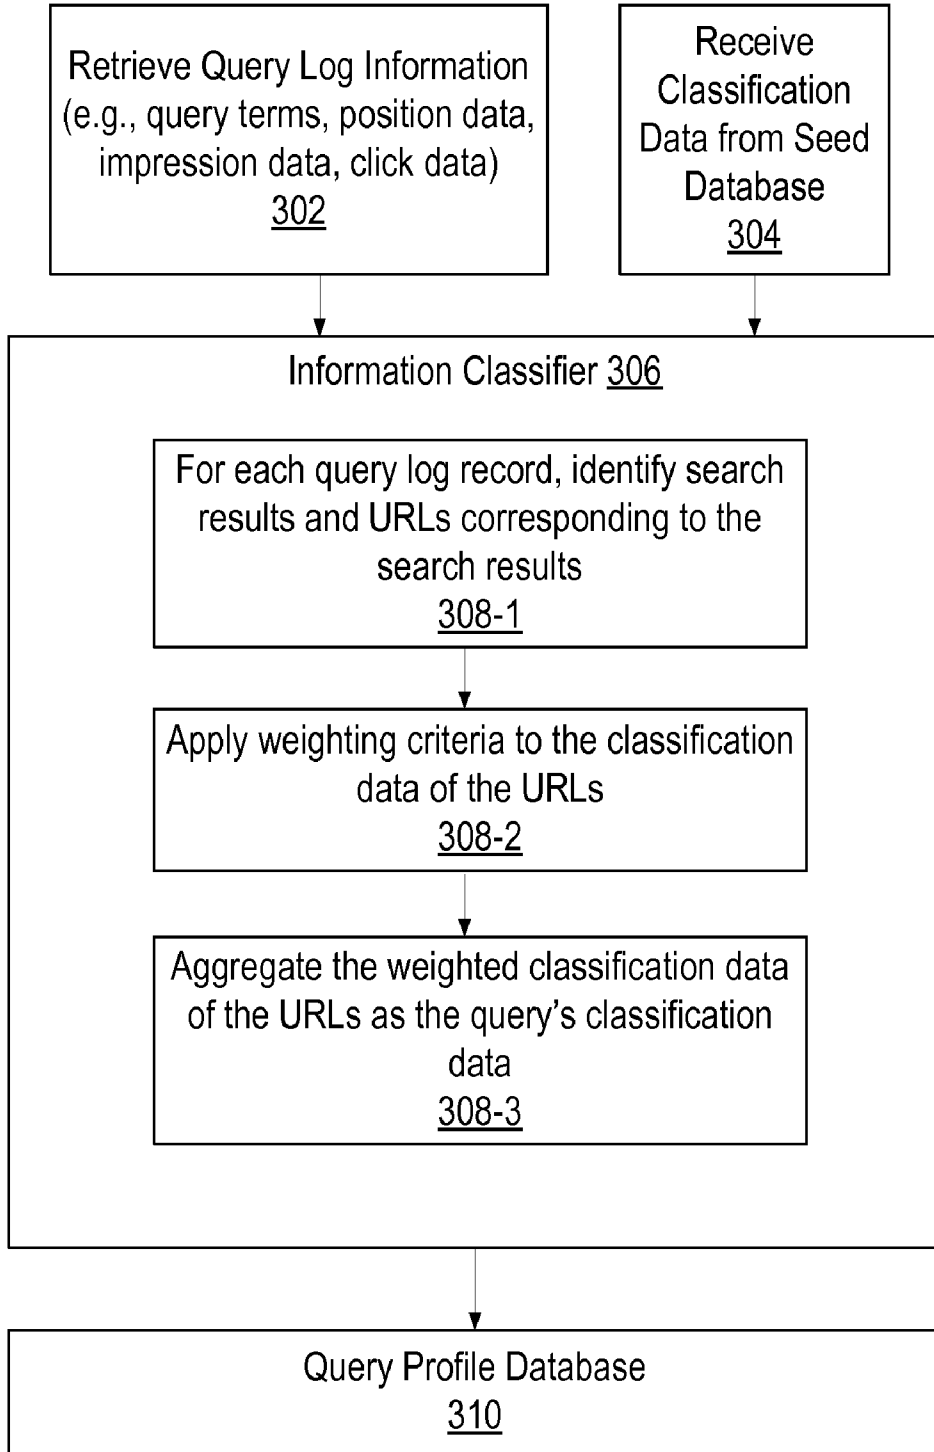 Retrieve Query Log Information
(e.g., query terms, position data,
impression data, click data)
302
Receive
Classification
Data from Seed
Database
304
Information Classifier 306
For each query log record, identify search
results and URLs corresponding to the
search results
308-1
Apply weighting criteria to the classification
data of the URLs
308-2
Aggregate the weighted classification data
of the URLs as the query's classification
data
308-3
Query Profile Database
310